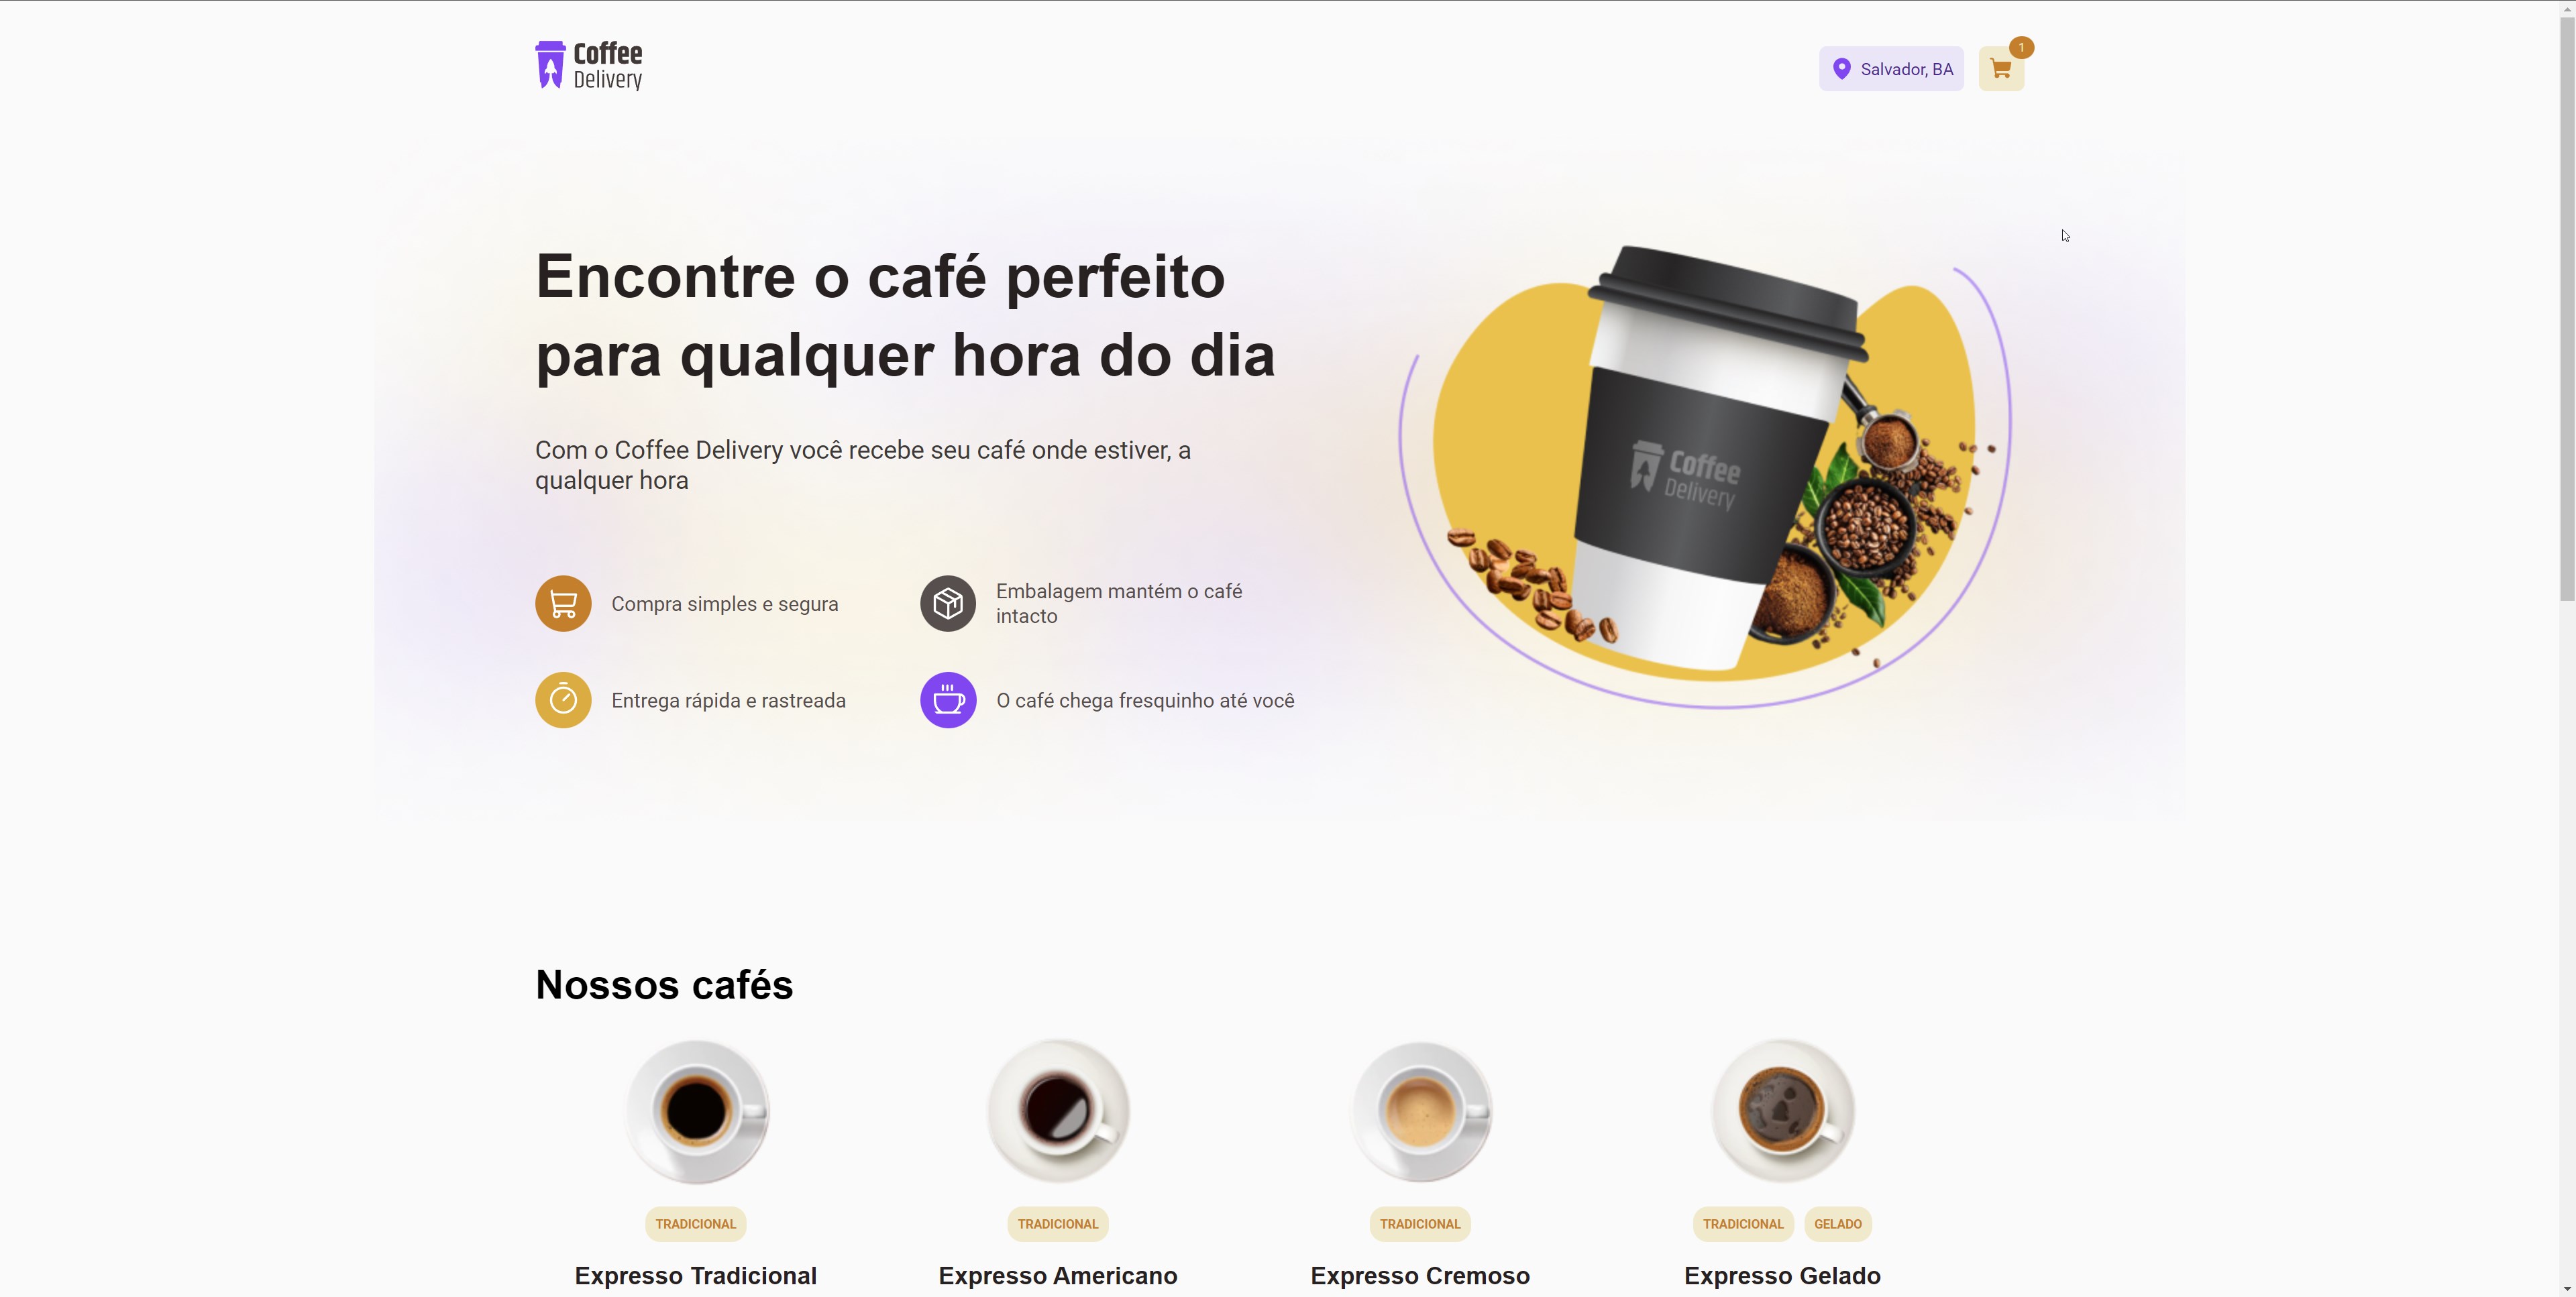 Coffee
Delivery
Salvador, BA
1
Encontre o café perfeito
para qualquer hora do dia
Com o Coffee Delivery você recebe seu café onde estiver, a
qualquer hora
Compra simples e segura
Embalagem mantém o café
intacto
Entrega rápida e rastreada
O café chega fresquinho até você
Coffee
Delivery
Nossos cafés
TRADICIONAL
TRADICIONAL
TRADICIONAL
TRADICIONAL GELADO
Expresso Tradicional
Expresso Americano
Expresso Cremoso
Expresso Gelado